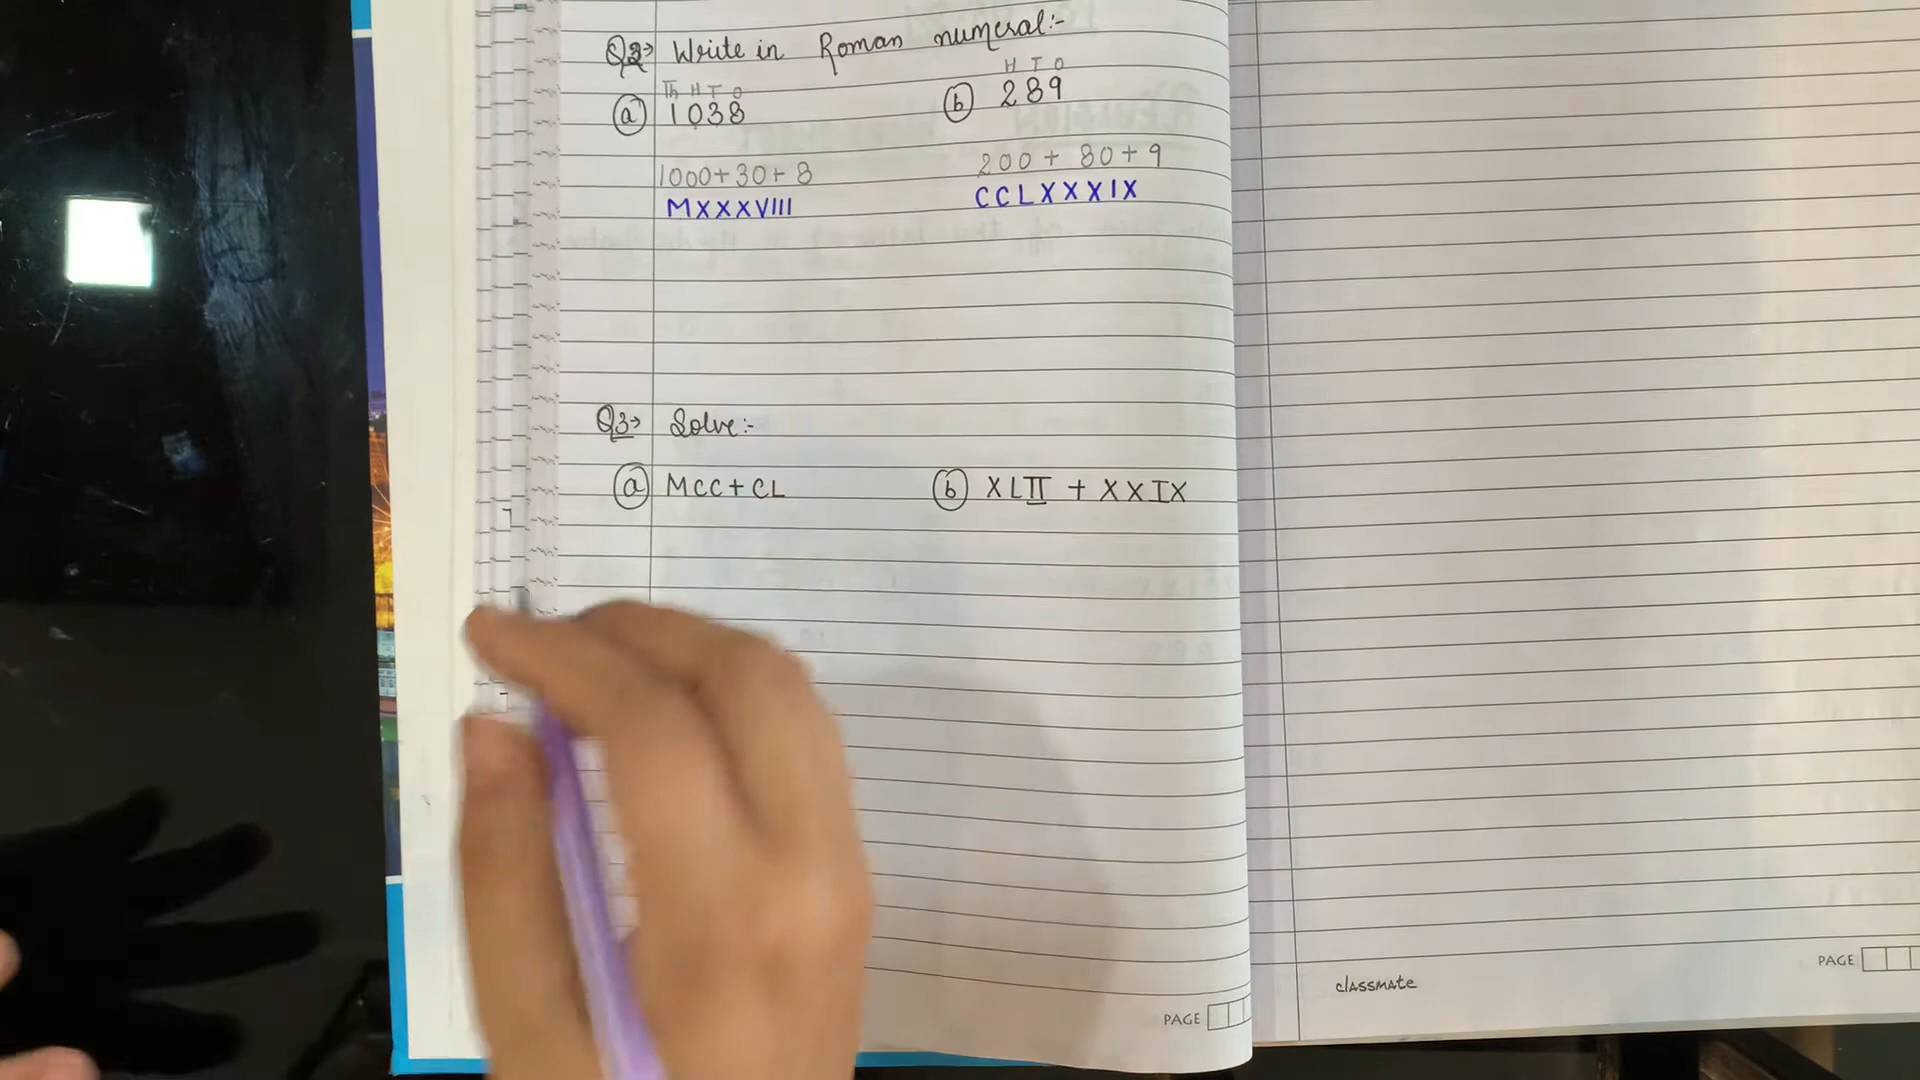 Q2→ Write in Roman numeral:-
Th H T O
H T O
(a) 1038
(b) 289
1000+30+8
200 + 80+9
MXXXVIII
CCLXXXIX
Q3→ Solve:-
(a) MCC+CL
(b) XLII + XXIX
PAGE
classmate
PAGE